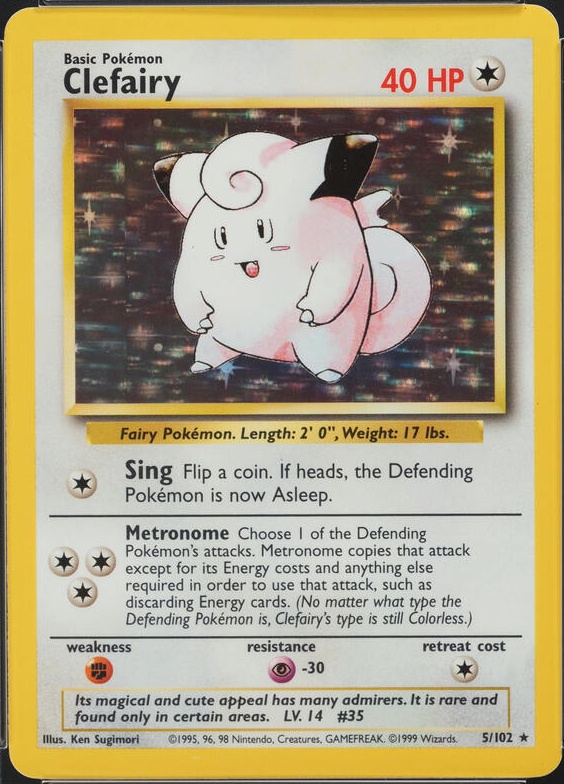 Basic Pokémon
Clefairy
40 HP
Fairy Pokémon. Length: 2' 0", Weight: 17 lbs.
Sing Flip a coin. If heads, the Defending
Pokémon is now Asleep.
Metronome Choose 1 of the Defending
Pokémon's attacks. Metronome copies that attack
except for its Energy costs and anything else
required in order to use that attack, such as
discarding Energy cards. (No matter what type the
Defending Pokémon is, Clefairy's type is still Colorless.)
weakness resistance retreat cost
-30
Its magical and cute appeal has many admirers. It is rare and
found only in certain areas. LV. 14 #35
Illus. Ken Sugimori ©1995, 96, 98 Nintendo, Creatures, GAMEFREAK. ©1999 Wizards. 5/102 ★